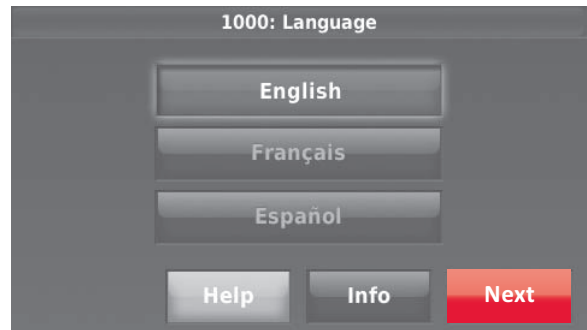 1000: Language
English
Français
Español
Help Info Next